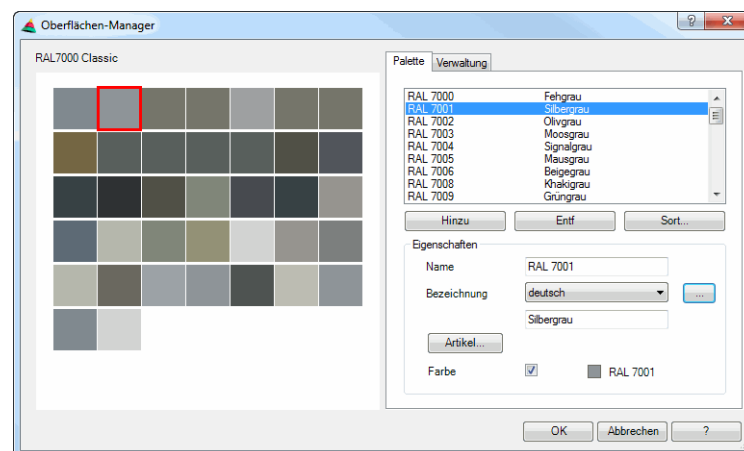 Oberflächen-Manager
RAL7000 Classic
Palette Verwaltung
RAL 7000 Fehgrau
RAL 7001 Silbergrau
RAL 7002 Olivgrau
RAL 7003 Moosgrau
RAL 7004 Signalgrau
RAL 7005 Mausgrau
RAL 7006 Beigegrau
RAL 7008 Khakigrau
RAL 7009 Grüngrau
Hinzu Entf Sort...
Eigenschaften
Name RAL 7001
Bezeichnung deutsch ...
Silbergrau
Artikel...
Farbe RAL 7001
OK Abbrechen ?